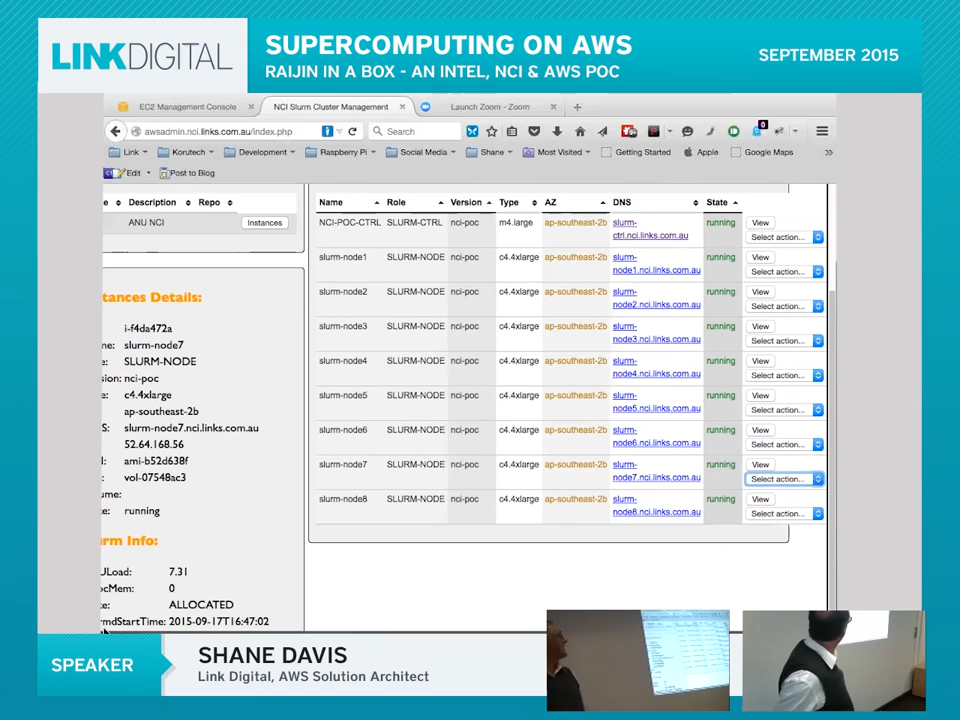 LINKDIGITAL
SUPERCOMPUTING ON AWS
RAIJIN IN A BOX - AN INTEL, NCI & AWS POC
SEPTEMBER 2015
EC2 Management Console
NCI Slurm Cluster Management
Launch Zoom - Zoom
awsadmin.nci.links.com.au/index.php
Search
0
Link
Korutech
Development
Raspberry Pi
Social Media
Shane
Most Visited
Getting Started
Apple
Google Maps
Edit
Post to Blog
e Description Repo
ANU NCI Instances
Name Role Version Type AZ DNS State
NCI-POC-CTRL SLURM-CTRL nci-poc m4.large ap-southeast-2b slurm- running View
ctrl.nci.links.com.au Select action...
slurm-node1 SLURM-NODE nci-poc c4.4xlarge ap-southeast-2b slurm- running View
node1.nci.links.com.au Select action...
slurm-node2 SLURM-NODE nci-poc c4.4xlarge ap-southeast-2b slurm- running View
node2.nci.links.com.au Select action...
slurm-node3 SLURM-NODE nci-poc c4.4xlarge ap-southeast-2b slurm- running View
node3.nci.links.com.au Select action...
slurm-node4 SLURM-NODE nci-poc c4.4xlarge ap-southeast-2b slurm- running View
node4.nci.links.com.au Select action...
slurm-node5 SLURM-NODE nci-poc c4.4xlarge ap-southeast-2b slurm- running View
node5.nci.links.com.au Select action...
slurm-node6 SLURM-NODE nci-poc c4.4xlarge ap-southeast-2b slurm- running View
node6.nci.links.com.au Select action...
slurm-node7 SLURM-NODE nci-poc c4.4xlarge ap-southeast-2b slurm- running View
node7.nci.links.com.au Select action...
slurm-node8 SLURM-NODE nci-poc c4.4xlarge ap-southeast-2b slurm- running View
node8.nci.links.com.au Select action...
tances Details:
i-f4da472a
ne: slurm-node7
e: SLURM-NODE
sion: nci-poc
e: c4.4xlarge
ap-southeast-2b
S: slurm-node7.nci.links.com.au
52.64.168.56
l: ami-b52d638f
: vol-07548ac3
ume:
te: running
urm Info:
ULoad: 7.31
ocMem: 0
te: ALLOCATED
rmdStartTime: 2015-09-17T16:47:02
SPEAKER
SHANE DAVIS
Link Digital, AWS Solution Architect